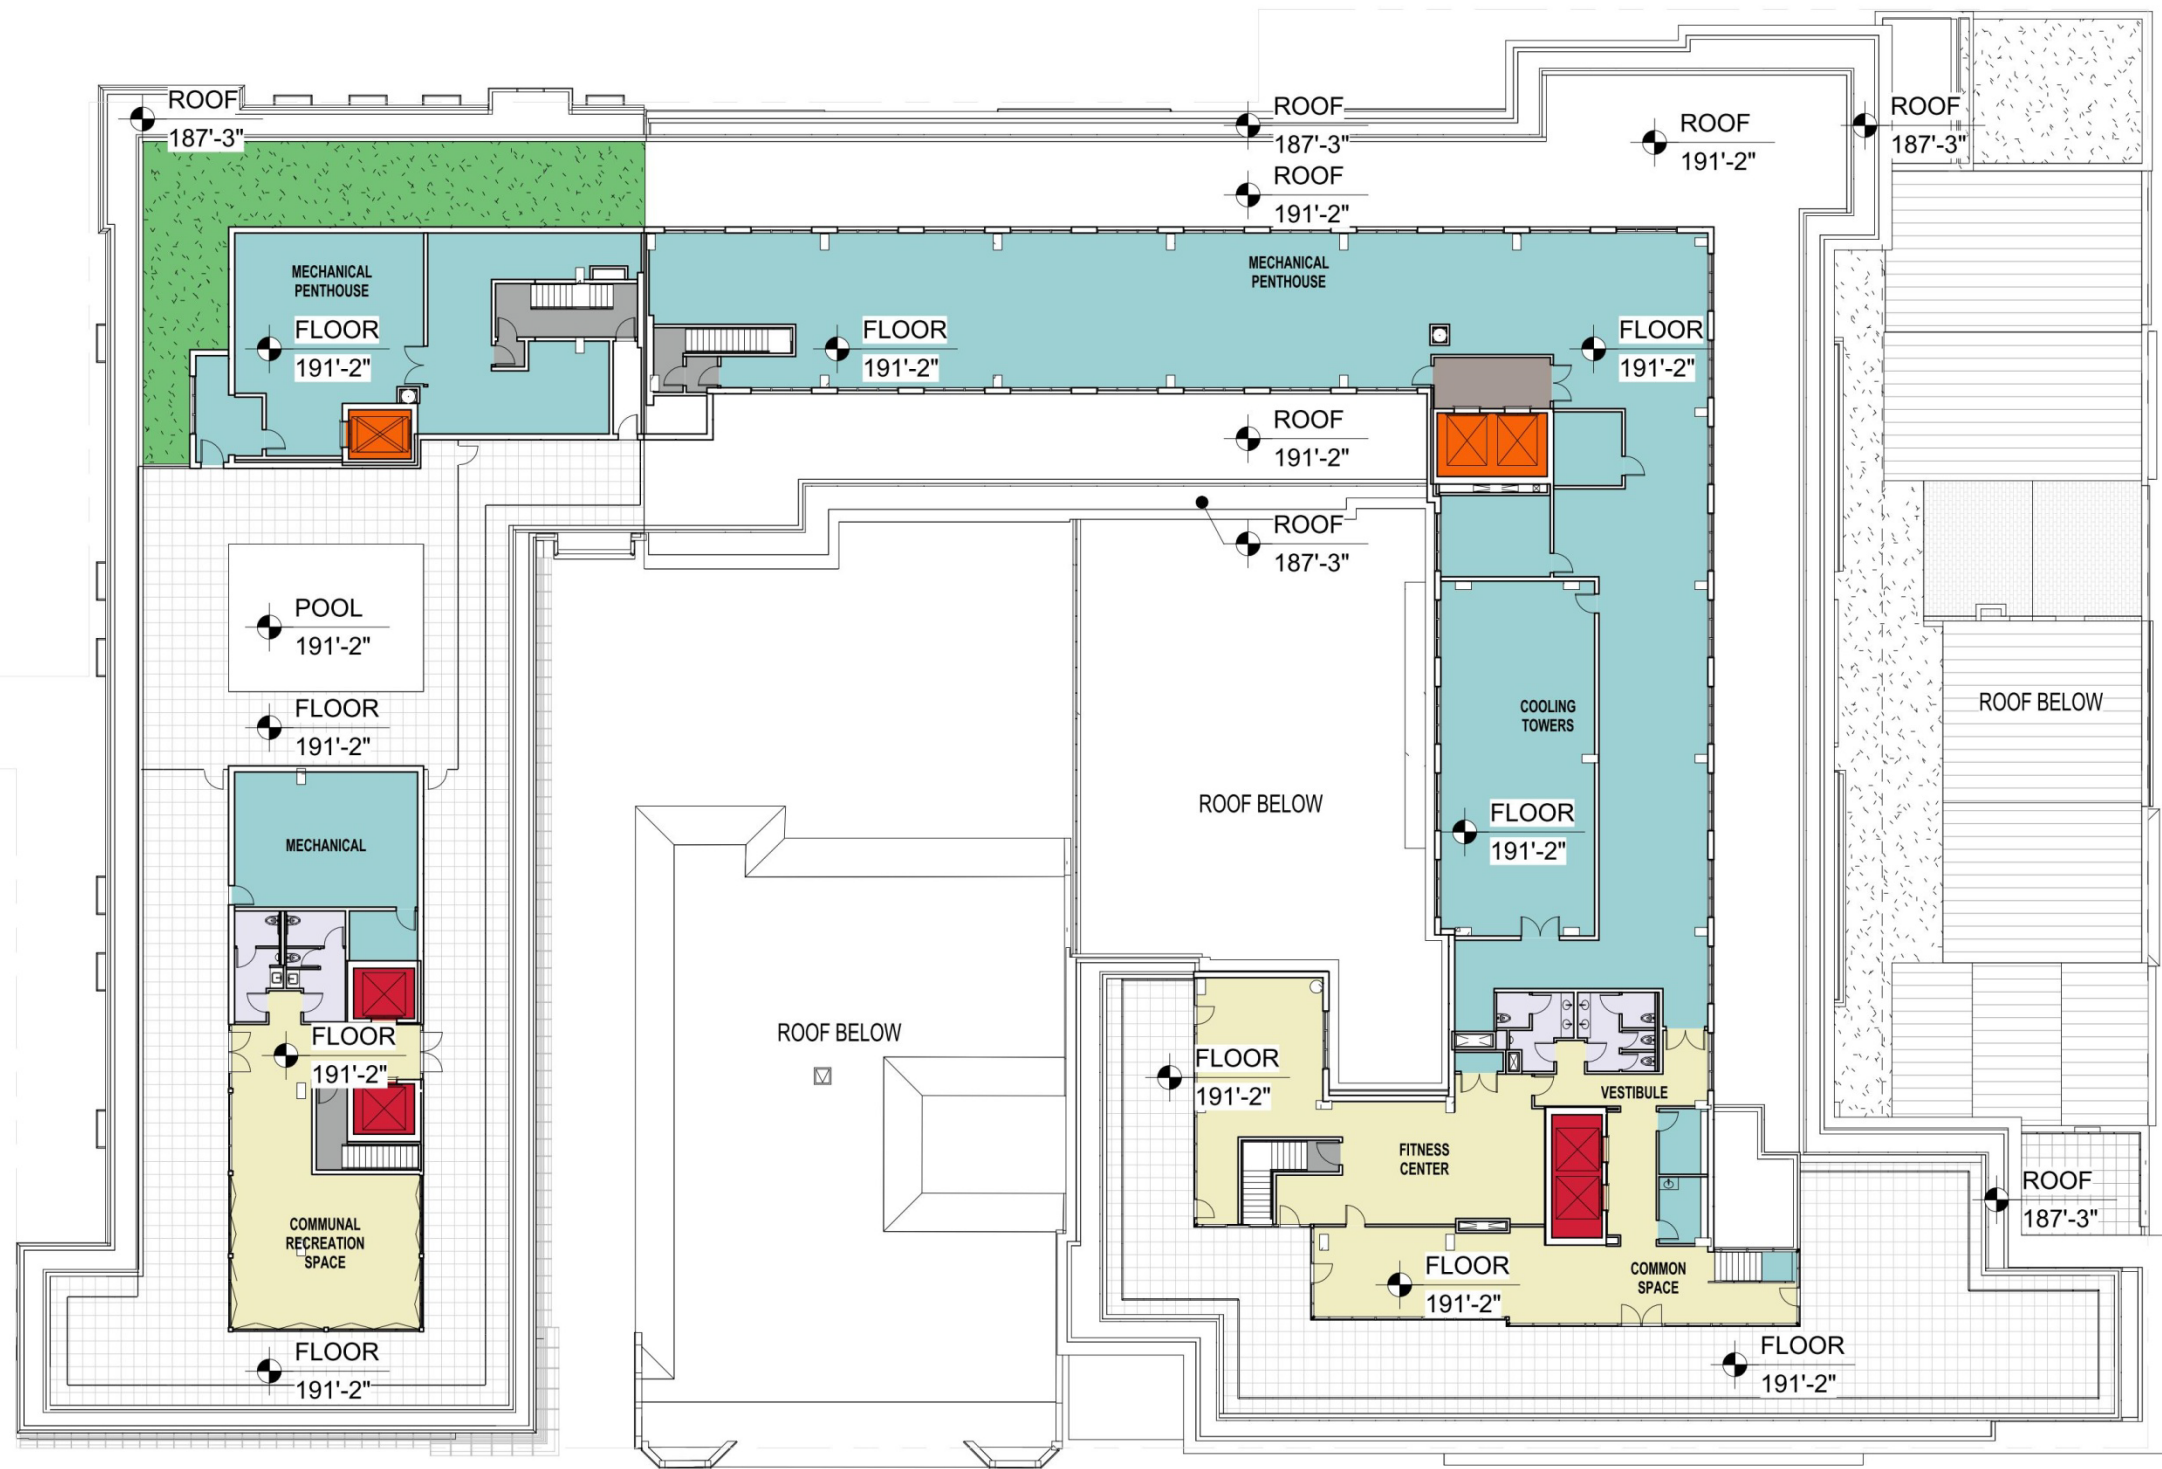 ROOF
187'-3"
ROOF
187'-3"
ROOF
191'-2"
ROOF
191'-2"
ROOF
187'-3"
MECHANICAL
PENTHOUSE
FLOOR
191'-2"
MECHANICAL
PENTHOUSE
FLOOR
191'-2"
FLOOR
191'-2"
ROOF
191'-2"
ROOF
187'-3"
POOL
191'-2"
FLOOR
191'-2"
MECHANICAL
COOLING
TOWERS
FLOOR
191'-2"
ROOF BELOW
ROOF BELOW
ROOF BELOW
FLOOR
191'-2"
COMMUNAL
RECREATION
SPACE
FLOOR
191'-2"
FLOOR
191'-2"
VESTIBULE
FITNESS
CENTER
FLOOR
191'-2"
COMMON
SPACE
ROOF
187'-3"
FLOOR
191'-2"